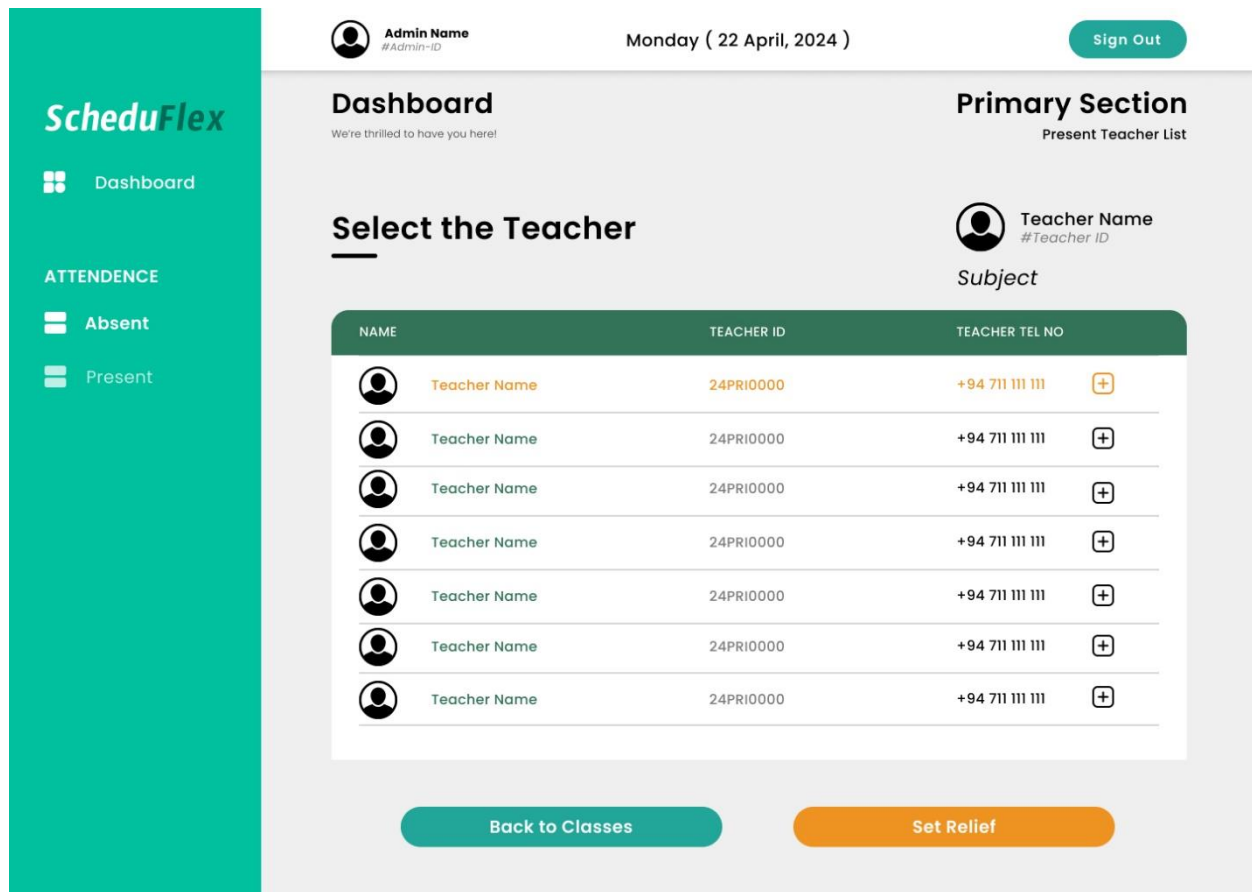 Admin Name
#Admin-ID
Monday ( 22 April, 2024 )
Sign Out
ScheduFlex
Dashboard
ATTENDENCE
Absent
Present
Dashboard
We're thrilled to have you here!
Primary Section
Present Teacher List
Select the Teacher
Teacher Name
#Teacher ID
Subject
NAME TEACHER ID TEACHER TEL NO
Teacher Name 24PRI0000 +94 711 111 111
Teacher Name 24PRI0000 +94 711 111 111
Teacher Name 24PRI0000 +94 711 111 111
Teacher Name 24PRI0000 +94 711 111 111
Teacher Name 24PRI0000 +94 711 111 111
Teacher Name 24PRI0000 +94 711 111 111
Teacher Name 24PRI0000 +94 711 111 111
Back to Classes
Set Relief